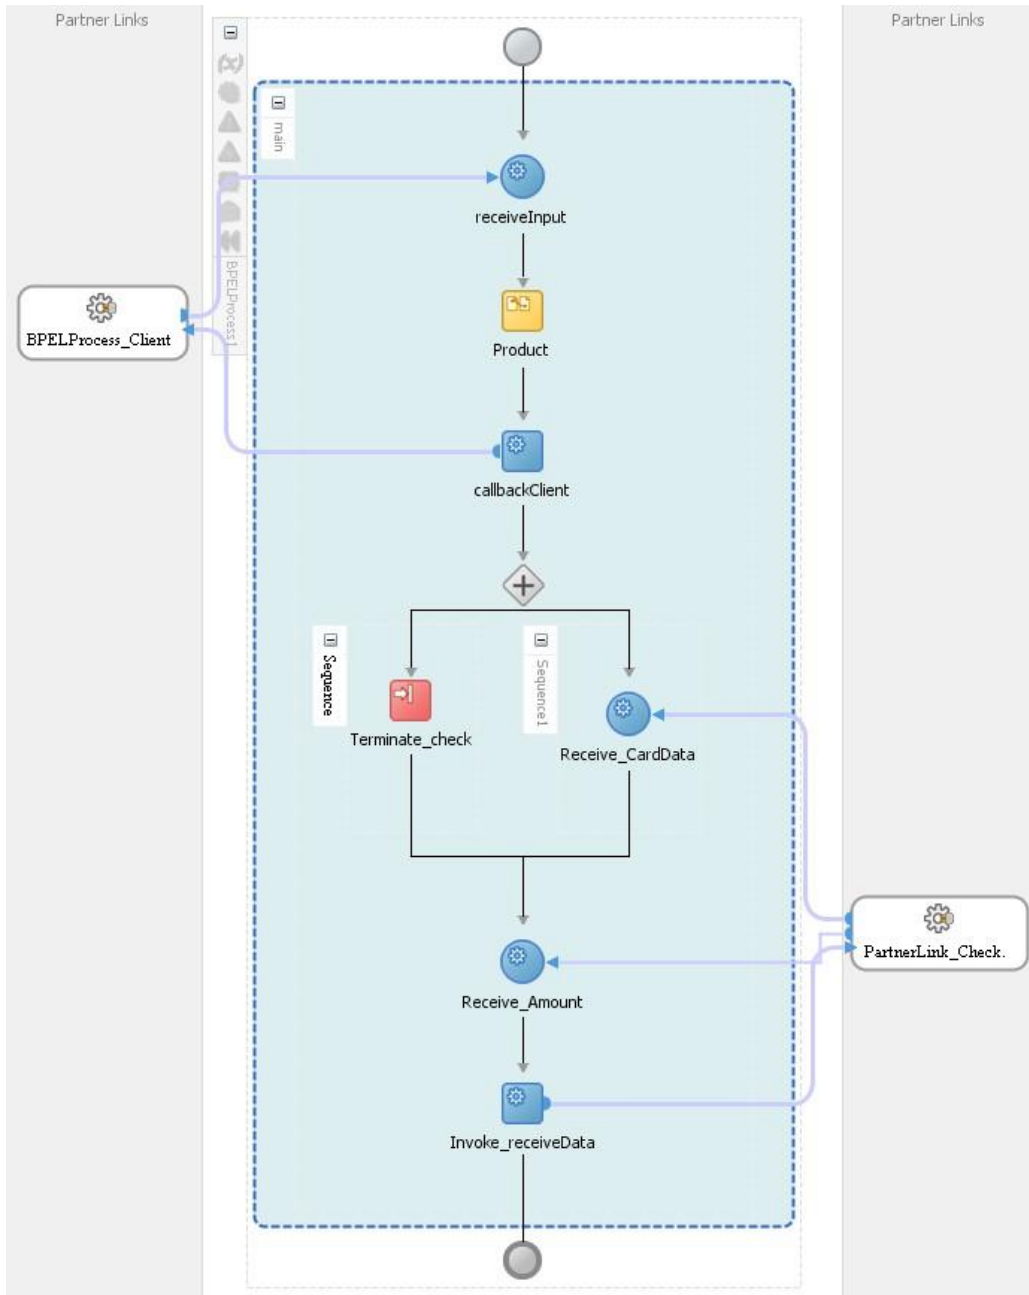 Partner Links
Partner Links
main
receiveInput
BPELProcess1
BPELProcess_Client
Product
callbackClient
Sequence
Sequence1
Terminate_check
Receive_CardData
PartnerLink_Check.
Receive_Amount
Invoke_receiveData